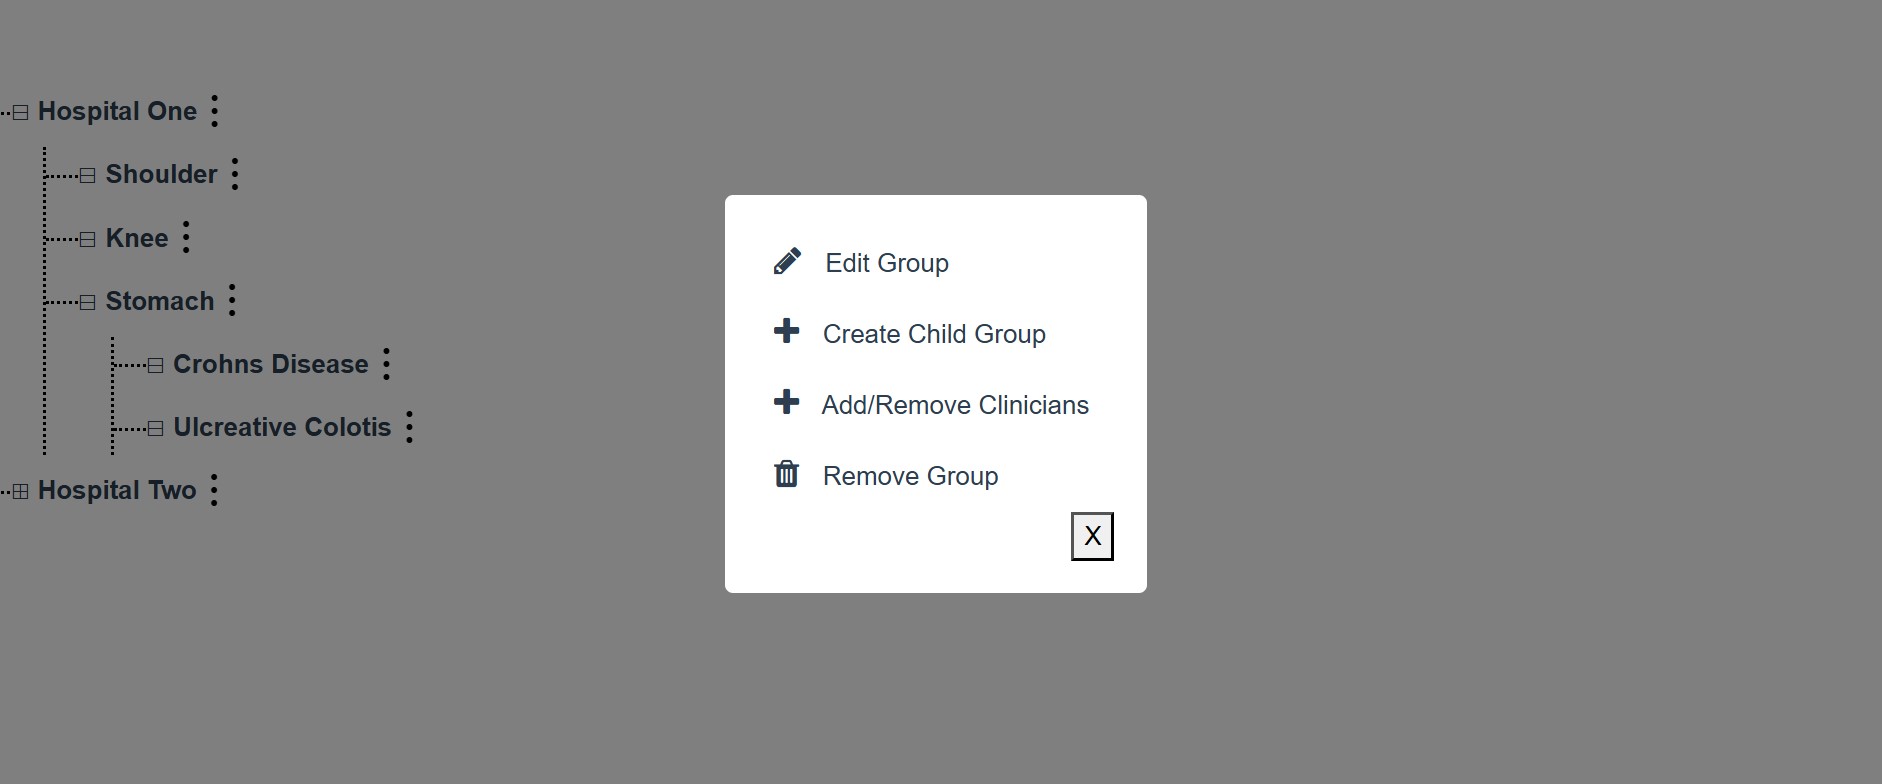 Hospital One
Shoulder
Knee
Stomach
Crohns Disease
Ulcreative Colotis
Hospital Two
Edit Group
Create Child Group
Add/Remove Clinicians
Remove Group
X